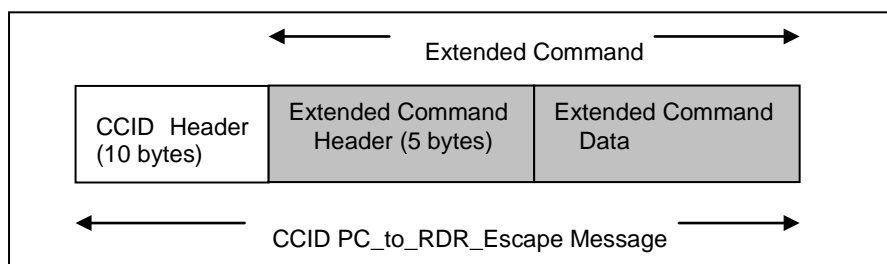 Extended Command
CCID Header
(10 bytes)
Extended Command
Header (5 bytes)
Extended Command
Data
CCID PC_to_RDR_Escape Message